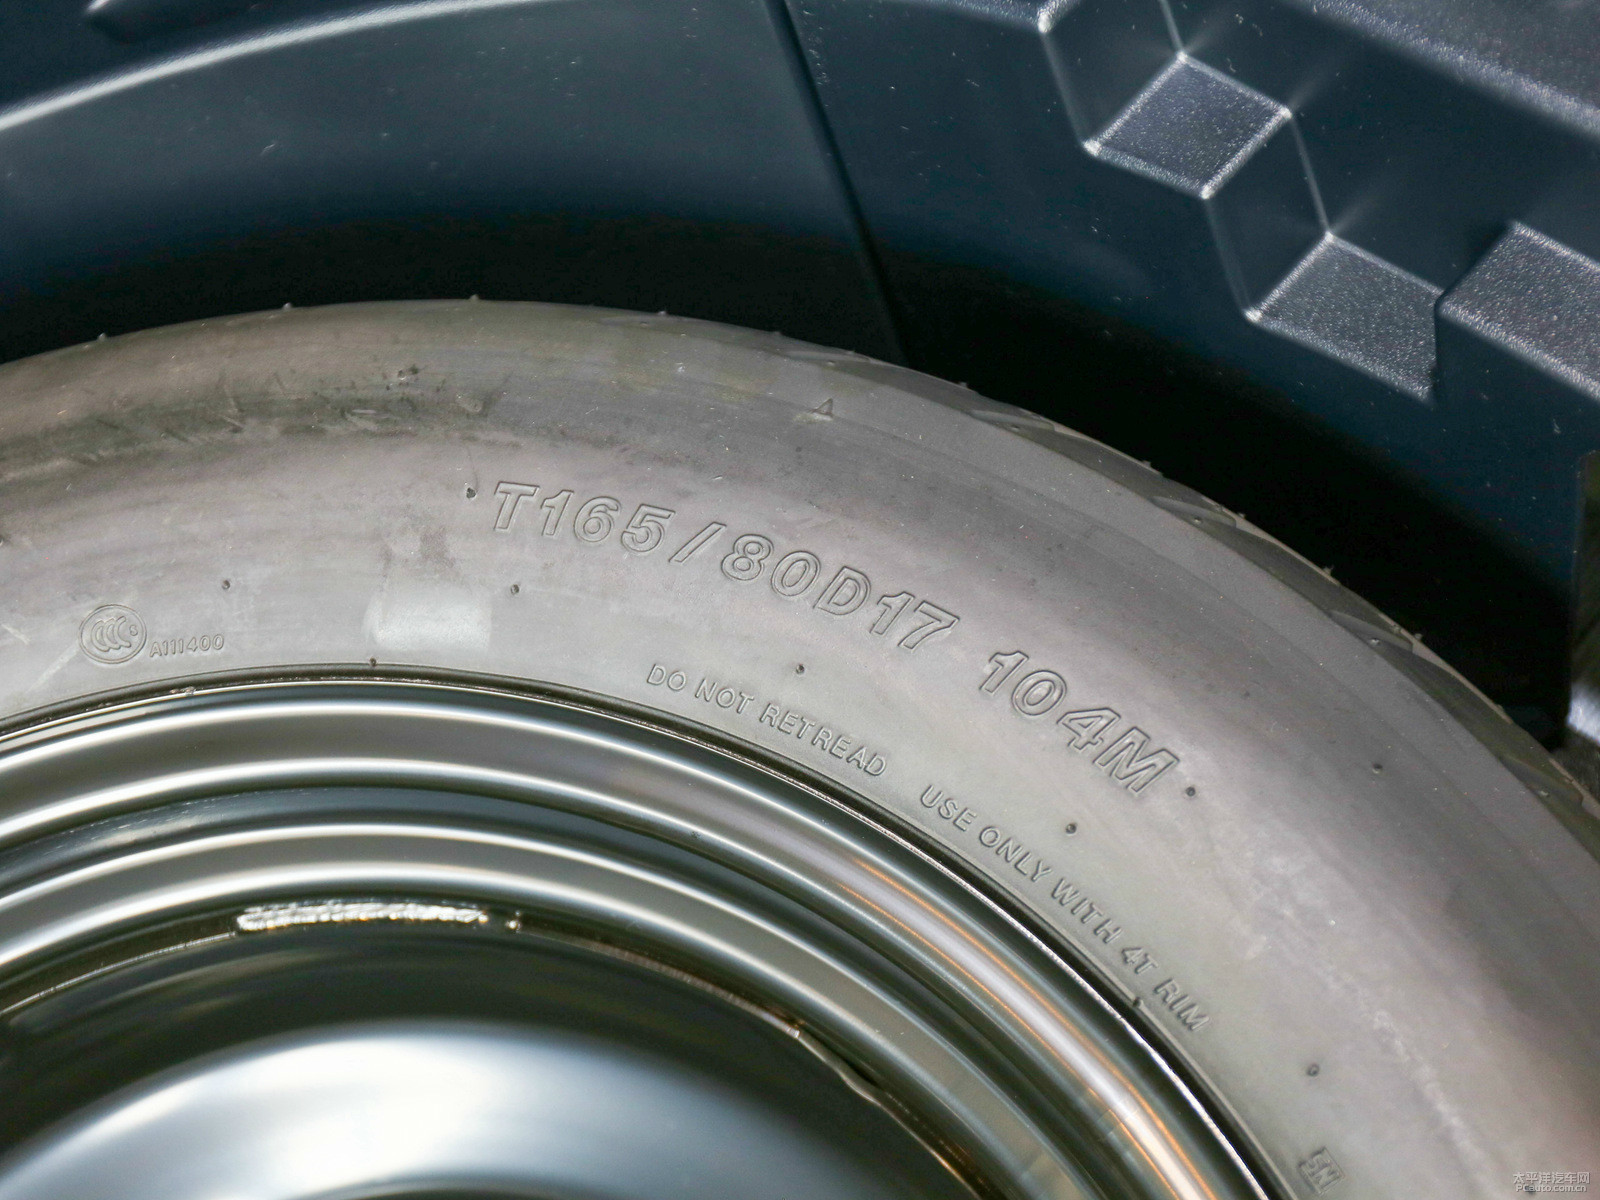 T165/80D17 104M
CCC A111400
DO NOT RETREAD USE ONLY WITH 4T RIM
太平洋汽车网
PCauto.com.cn